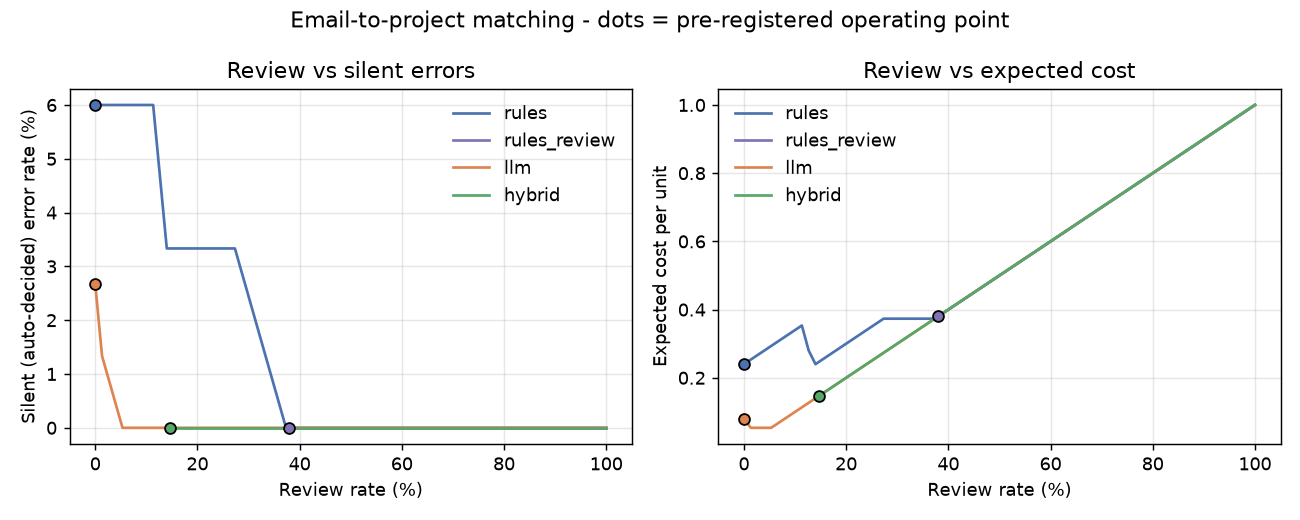 Email-to-project matching - dots = pre-registered operating point
Review vs silent errors
Silent (auto-decided) error rate (%)
6
5
4
3
2
1
0
rules
rules_review
llm
hybrid
0 20 40 60 80 100
Review rate (%)
Review vs expected cost
Expected cost per unit
1.0
0.8
0.6
0.4
0.2
rules
rules_review
llm
hybrid
0 20 40 60 80 100
Review rate (%)